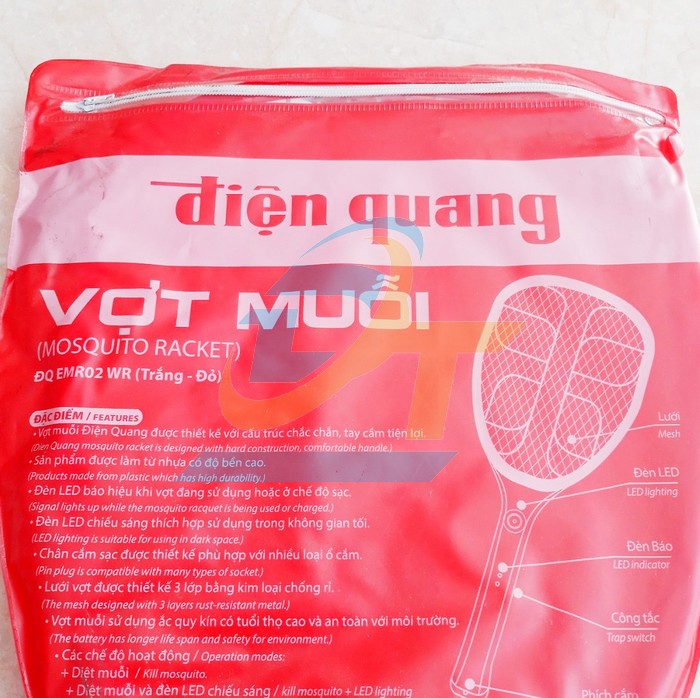 điện quang
VỢT MUỖI
(MOSQUITO RACKET)
ĐQ EMR02 WR (Trắng - Đỏ)
ĐẶC ĐIỂM / FEATURES
• Vợt muỗi Điện Quang được thiết kế với cấu trúc chắc chắn, tay cầm tiện lợi.
(Dien Quang mosquito racket is designed with hard construction, comfortable handle.)
• Sản phẩm được làm từ nhựa có độ bền cao.
(Products made from plastic which has high durability.)
• Đèn LED báo hiệu khi vợt đang sử dụng hoặc ở chế độ sạc.
(Signal lights up while the mosquito racquet is being used or charged.)
• Đèn LED chiếu sáng thích hợp sử dụng trong không gian tối.
(LED lighting is suitable for using in dark space.)
• Chân cắm sạc được thiết kế phù hợp với nhiều loại ổ cắm.
(Pin plug is compatible with many types of socket.)
• Lưới vợt được thiết kế 3 lớp bằng kim loại chống rỉ.
(The mesh designed with 3 layers rust-resistant metal.)
• Vợt muỗi sử dụng ắc quy kín có tuổi thọ cao và an toàn với môi trường.
(The battery has longer life span and safety for environment.)
• Các chế độ hoạt động / Operation modes:
+ Diệt muỗi / Kill mosquito.
+ Diệt muỗi và đèn LED chiếu sáng / kill mosquito + LED lighting
Lưới
Mesh
Đèn LED
LED lighting
Đèn Báo
LED indicator
Công tắc
Trap switch
Phích cắm
DT